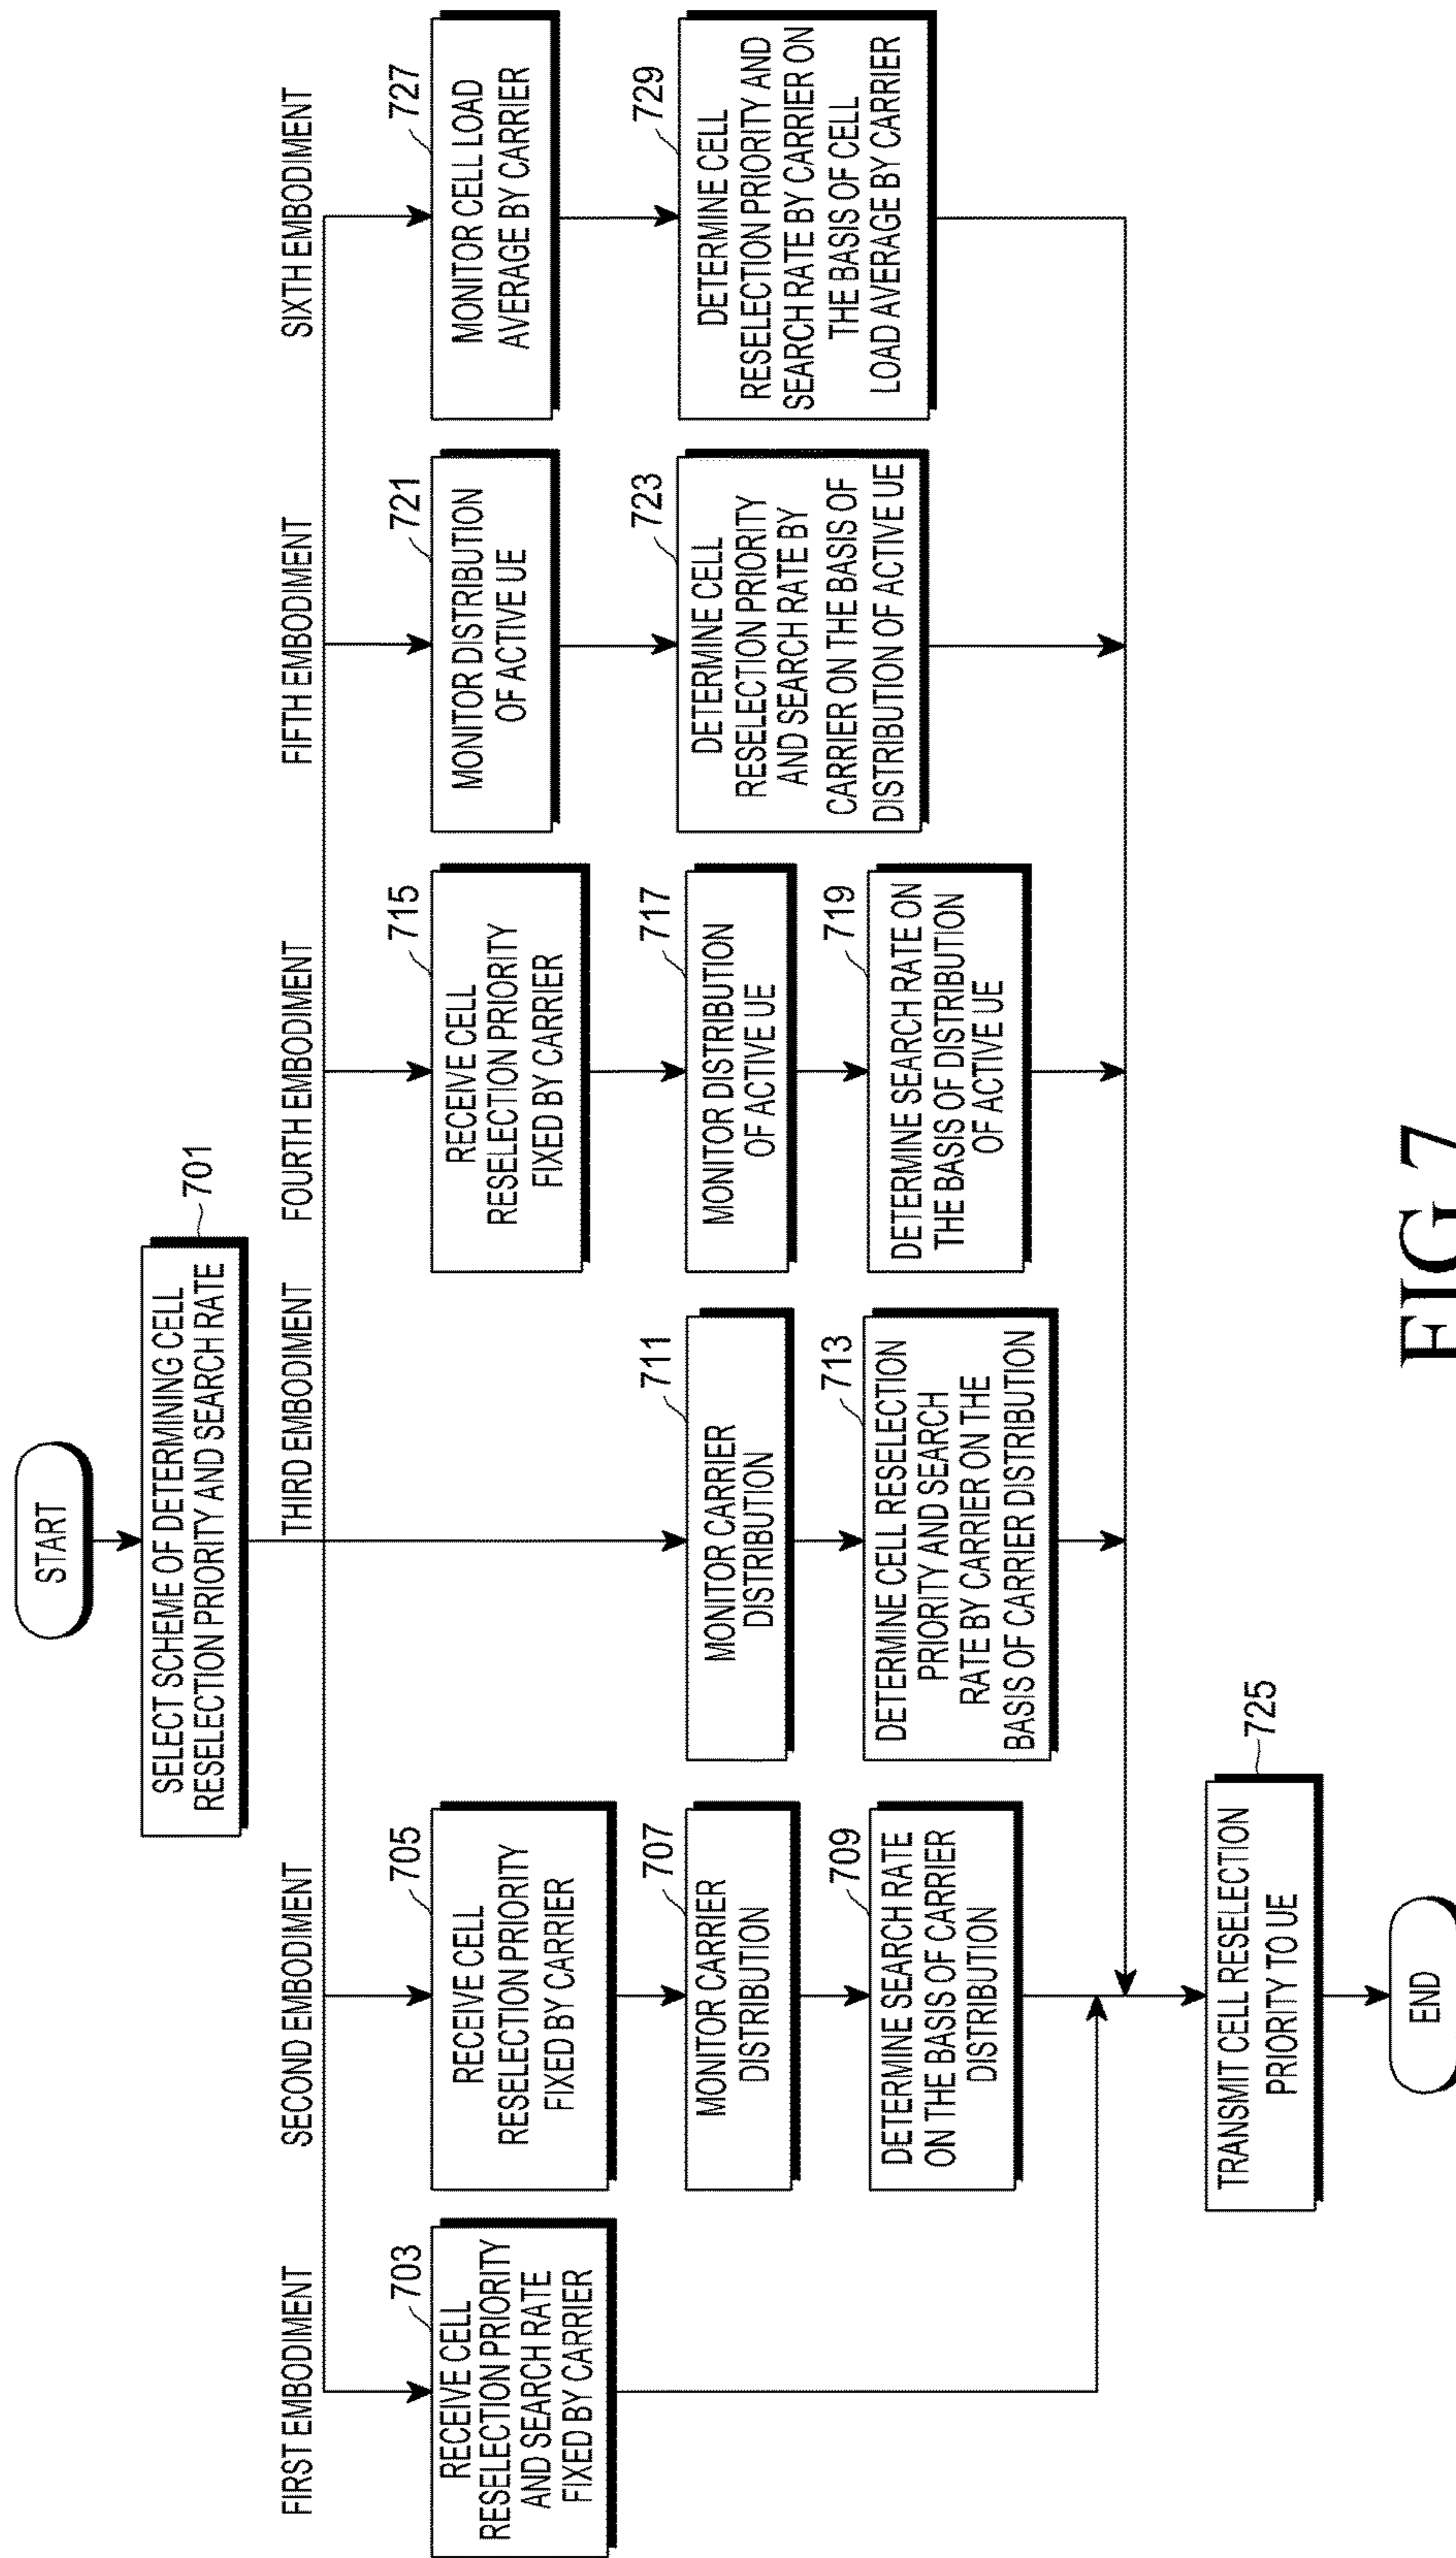 START
701
SELECT SCHEME OF DETERMINING CELL
RESELECTION PRIORITY AND SEARCH RATE
FIRST EMBODIMENT
SECOND EMBODIMENT
THIRD EMBODIMENT
FOURTH EMBODIMENT
FIFTH EMBODIMENT
SIXTH EMBODIMENT
703
RECEIVE CELL
RESELECTION PRIORITY
AND SEARCH RATE
FIXED BY CARRIER
705
RECEIVE CELL
RESELECTION PRIORITY
FIXED BY CARRIER
707
MONITOR CARRIER
DISTRIBUTION
709
DETERMINE SEARCH RATE
ON THE BASIS OF CARRIER
DISTRIBUTION
711
MONITOR CARRIER
DISTRIBUTION
713
DETERMINE CELL RESELECTION
PRIORITY AND SEARCH
RATE BY CARRIER ON THE
BASIS OF CARRIER DISTRIBUTION
715
RECEIVE CELL
RESELECTION PRIORITY
FIXED BY CARRIER
717
MONITOR DISTRIBUTION
OF ACTIVE UE
719
DETERMINE SEARCH RATE ON
THE BASIS OF DISTRIBUTION
OF ACTIVE UE
721
MONITOR DISTRIBUTION
OF ACTIVE UE
723
DETERMINE CELL
RESELECTION PRIORITY
AND SEARCH RATE BY
CARRIER ON THE BASIS OF
DISTRIBUTION OF ACTIVE UE
727
MONITOR CELL LOAD
AVERAGE BY CARRIER
729
DETERMINE CELL
RESELECTION PRIORITY AND
SEARCH RATE BY CARRIER ON
THE BASIS OF CELL
LOAD AVERAGE BY CARRIER
725
TRANSMIT CELL RESELECTION
PRIORITY TO UE
END
FIG 7